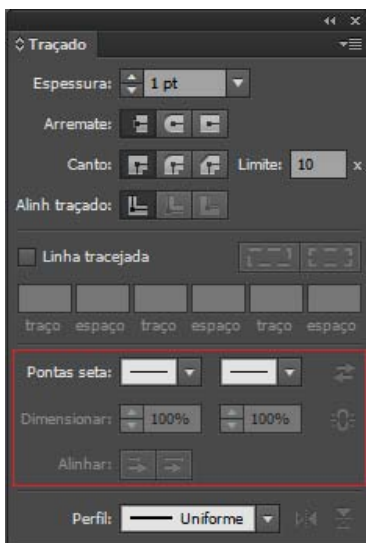 Traçado
Espessura: 1 pt
Arremate:
Canto: Limite: 10 x
Alinh traçado:
Linha tracejada
traço espaço traço espaço traço espaço
Pontas seta:
Dimensionar: 100% 100%
Alinhar:
Perfil: Uniforme